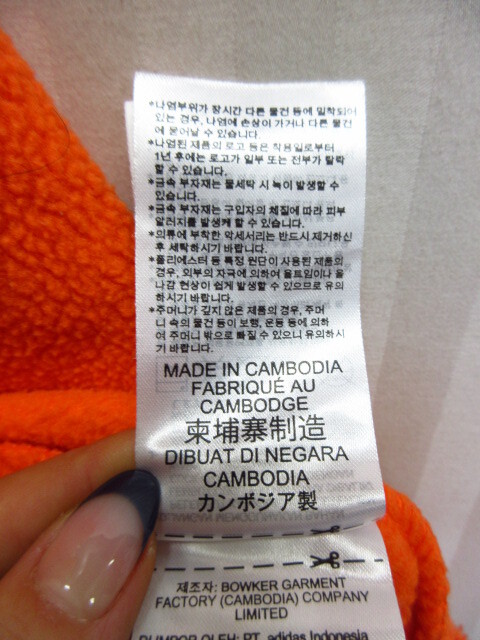 *나염부위가 장시간 다른 물건 등에 밀착되어
있는 경우, 나염에 손상이 가거나 다른 물건
에 묻어날 수 있습니다.
*나염된 제품의 로고 등은 착용일로부터
1년 후에는 로고가 일부 또는 전부가 탈락
할 수 있습니다.
*금속 부자재는 물세탁 시 녹이 발생할 수
있습니다.
*금속 부자재는 구입자의 체질에 따라 피부
알러지를 발생케 할 수 있습니다.
*의류에 부착한 악세서리는 반드시 제거하신
후 세탁하시기 바랍니다.
*폴리에스터 등 특정 원단이 사용된 제품의
경우, 외부의 자극에 의하여 올트임이나 올
나감 현상이 쉽게 발생할 수 있으므로 유의
하시기 바랍니다.
*주머니가 깊지 않은 제품의 경우, 주머
니 속의 물건 등이 보행, 운동 등에 의하
여 주머니 밖으로 빠질 수 있으니 유의하시
기 바랍니다.
MADE IN CAMBODIA
FABRIQUÉ AU
CAMBODGE
柬埔寨制造
DIBUAT DI NEGARA
CAMBODIA
カンボジア製
제조자: BOWKER GARMENT
FACTORY (CAMBODIA) COMPANY
LIMITED
DIIMPOR OLEH: PT. adidas Indonesia